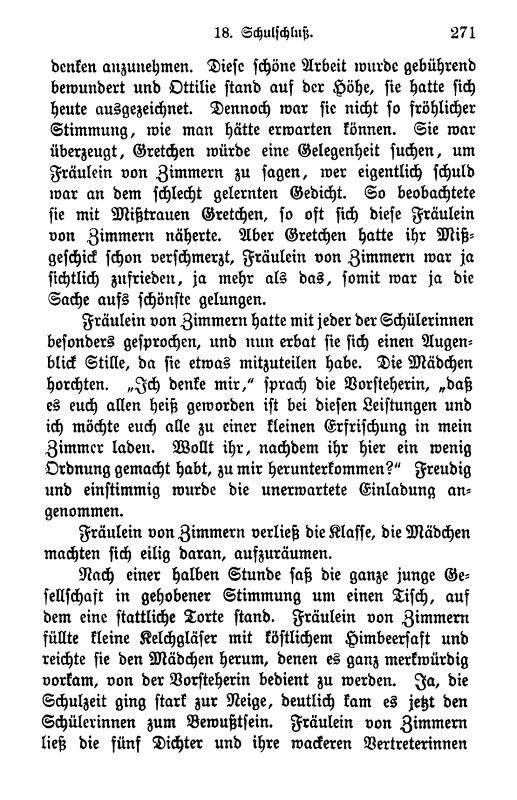 18. Schulschluß. 271
denken anzunehmen. Diese schöne Arbeit wurde gebührend
bewundert und Ottilie stand auf der Höhe, sie hatte sich
heute ausgezeichnet. Dennoch war sie nicht so fröhlicher
Stimmung, wie man hätte erwarten können. Sie war
überzeugt, Gretchen würde eine Gelegenheit suchen, um
Fräulein von Zimmern zu sagen, wer eigentlich schuld
war an dem schlecht gelernten Gedicht. So beobachtete
sie mit Mißtrauen Gretchen, so oft sich diese Fräulein
von Zimmern näherte. Aber Gretchen hatte ihr Miß-
geschick schon verschmerzt, Fräulein von Zimmern war ja
sichtlich zufrieden, ja mehr als das, somit war ja die
Sache aufs schönste gelungen.
Fräulein von Zimmern hatte mit jeder der Schülerinnen
besonders gesprochen, und nun erbat sie sich einen Augen-
blick Stille, da sie etwas mitzuteilen habe. Die Mädchen
horchten. „Ich denke mir,“ sprach die Vorsteherin, „daß
es euch allen heiß geworden ist bei diesen Leistungen und
ich möchte euch alle zu einer kleinen Erfrischung in mein
Zimmer laden. Wollt ihr, nachdem ihr hier ein wenig
Ordnung gemacht habt, zu mir herunterkommen?“ Freudig
und einstimmig wurde die unerwartete Einladung an-
genommen.
Fräulein von Zimmern verließ die Klasse, die Mädchen
machten sich eilig daran, aufzuräumen.
Nach einer halben Stunde saß die ganze junge Ge-
sellschaft in gehobener Stimmung um einen Tisch, auf
dem eine stattliche Torte stand. Fräulein von Zimmern
füllte kleine Kelchgläser mit köstlichem Himbeersaft und
reichte sie den Mädchen herum, denen es ganz merkwürdig
vorkam, von der Vorsteherin bedient zu werden. Ja, die
Schulzeit ging stark zur Neige, deutlich kam es jetzt den
Schülerinnen zum Bewußtsein. Fräulein von Zimmern
ließ die fünf Dichter und ihre wackeren Vertreterinnen